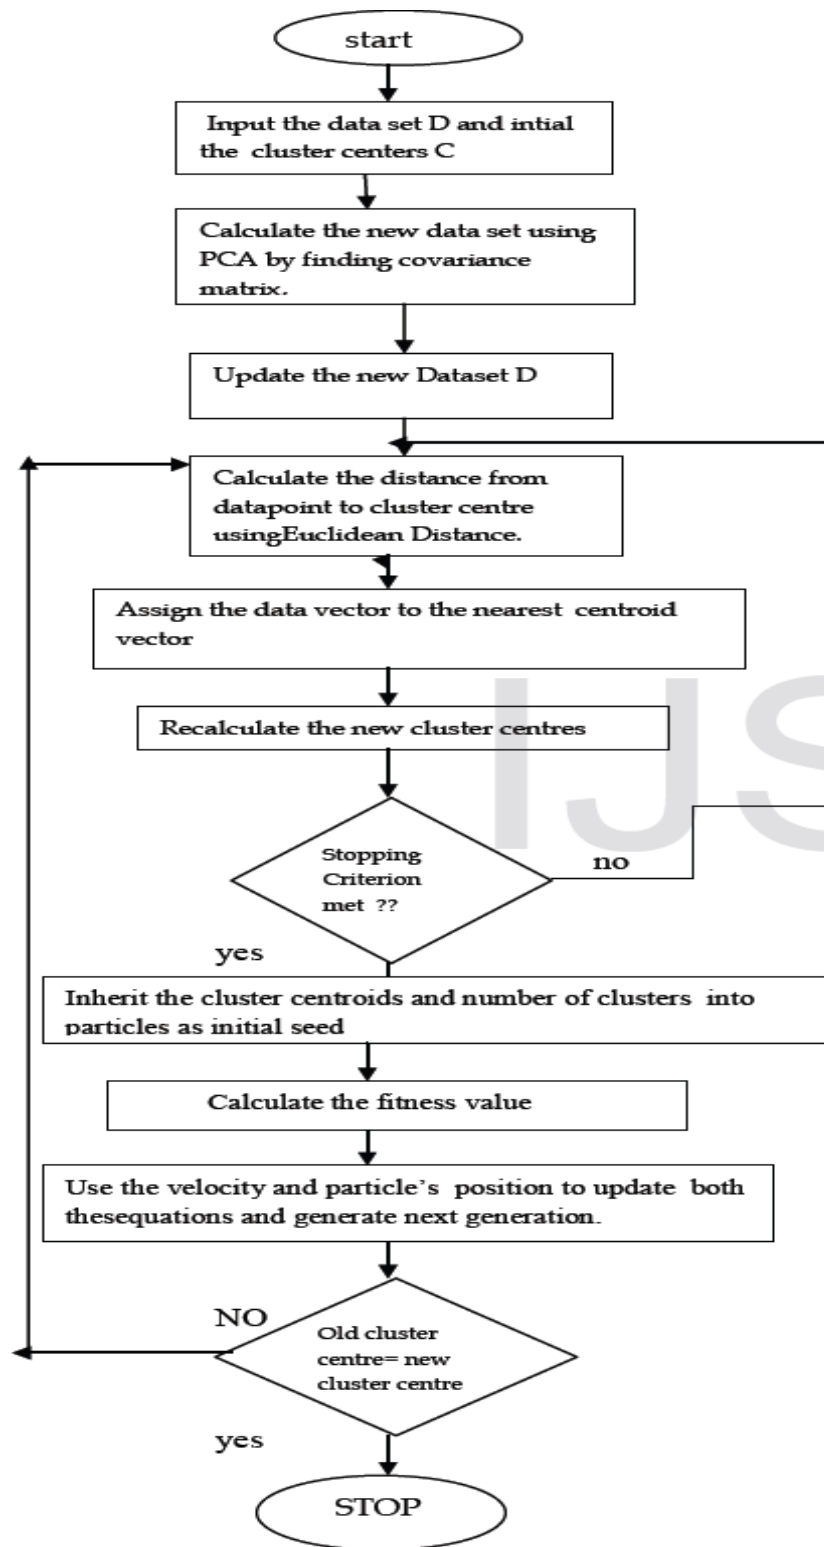 start
Input the data set D and intial
the cluster centers C
Calculate the new data set using
PCA by finding covariance
matrix.
Update the new Dataset D
Calculate the distance from
datapoint to cluster centre
usingEuclidean Distance.
Assign the data vector to the nearest centroid
vector
Recalculate the new cluster centres
IJS
Stopping
Criterion
met ??
no
yes
Inherit the cluster centroids and number of clusters into
particles as initial seed
Calculate the fitness value
Use the velocity and particle's position to update both
thesequations and generate next generation.
NO
Old cluster
centre= new
cluster centre
yes
STOP